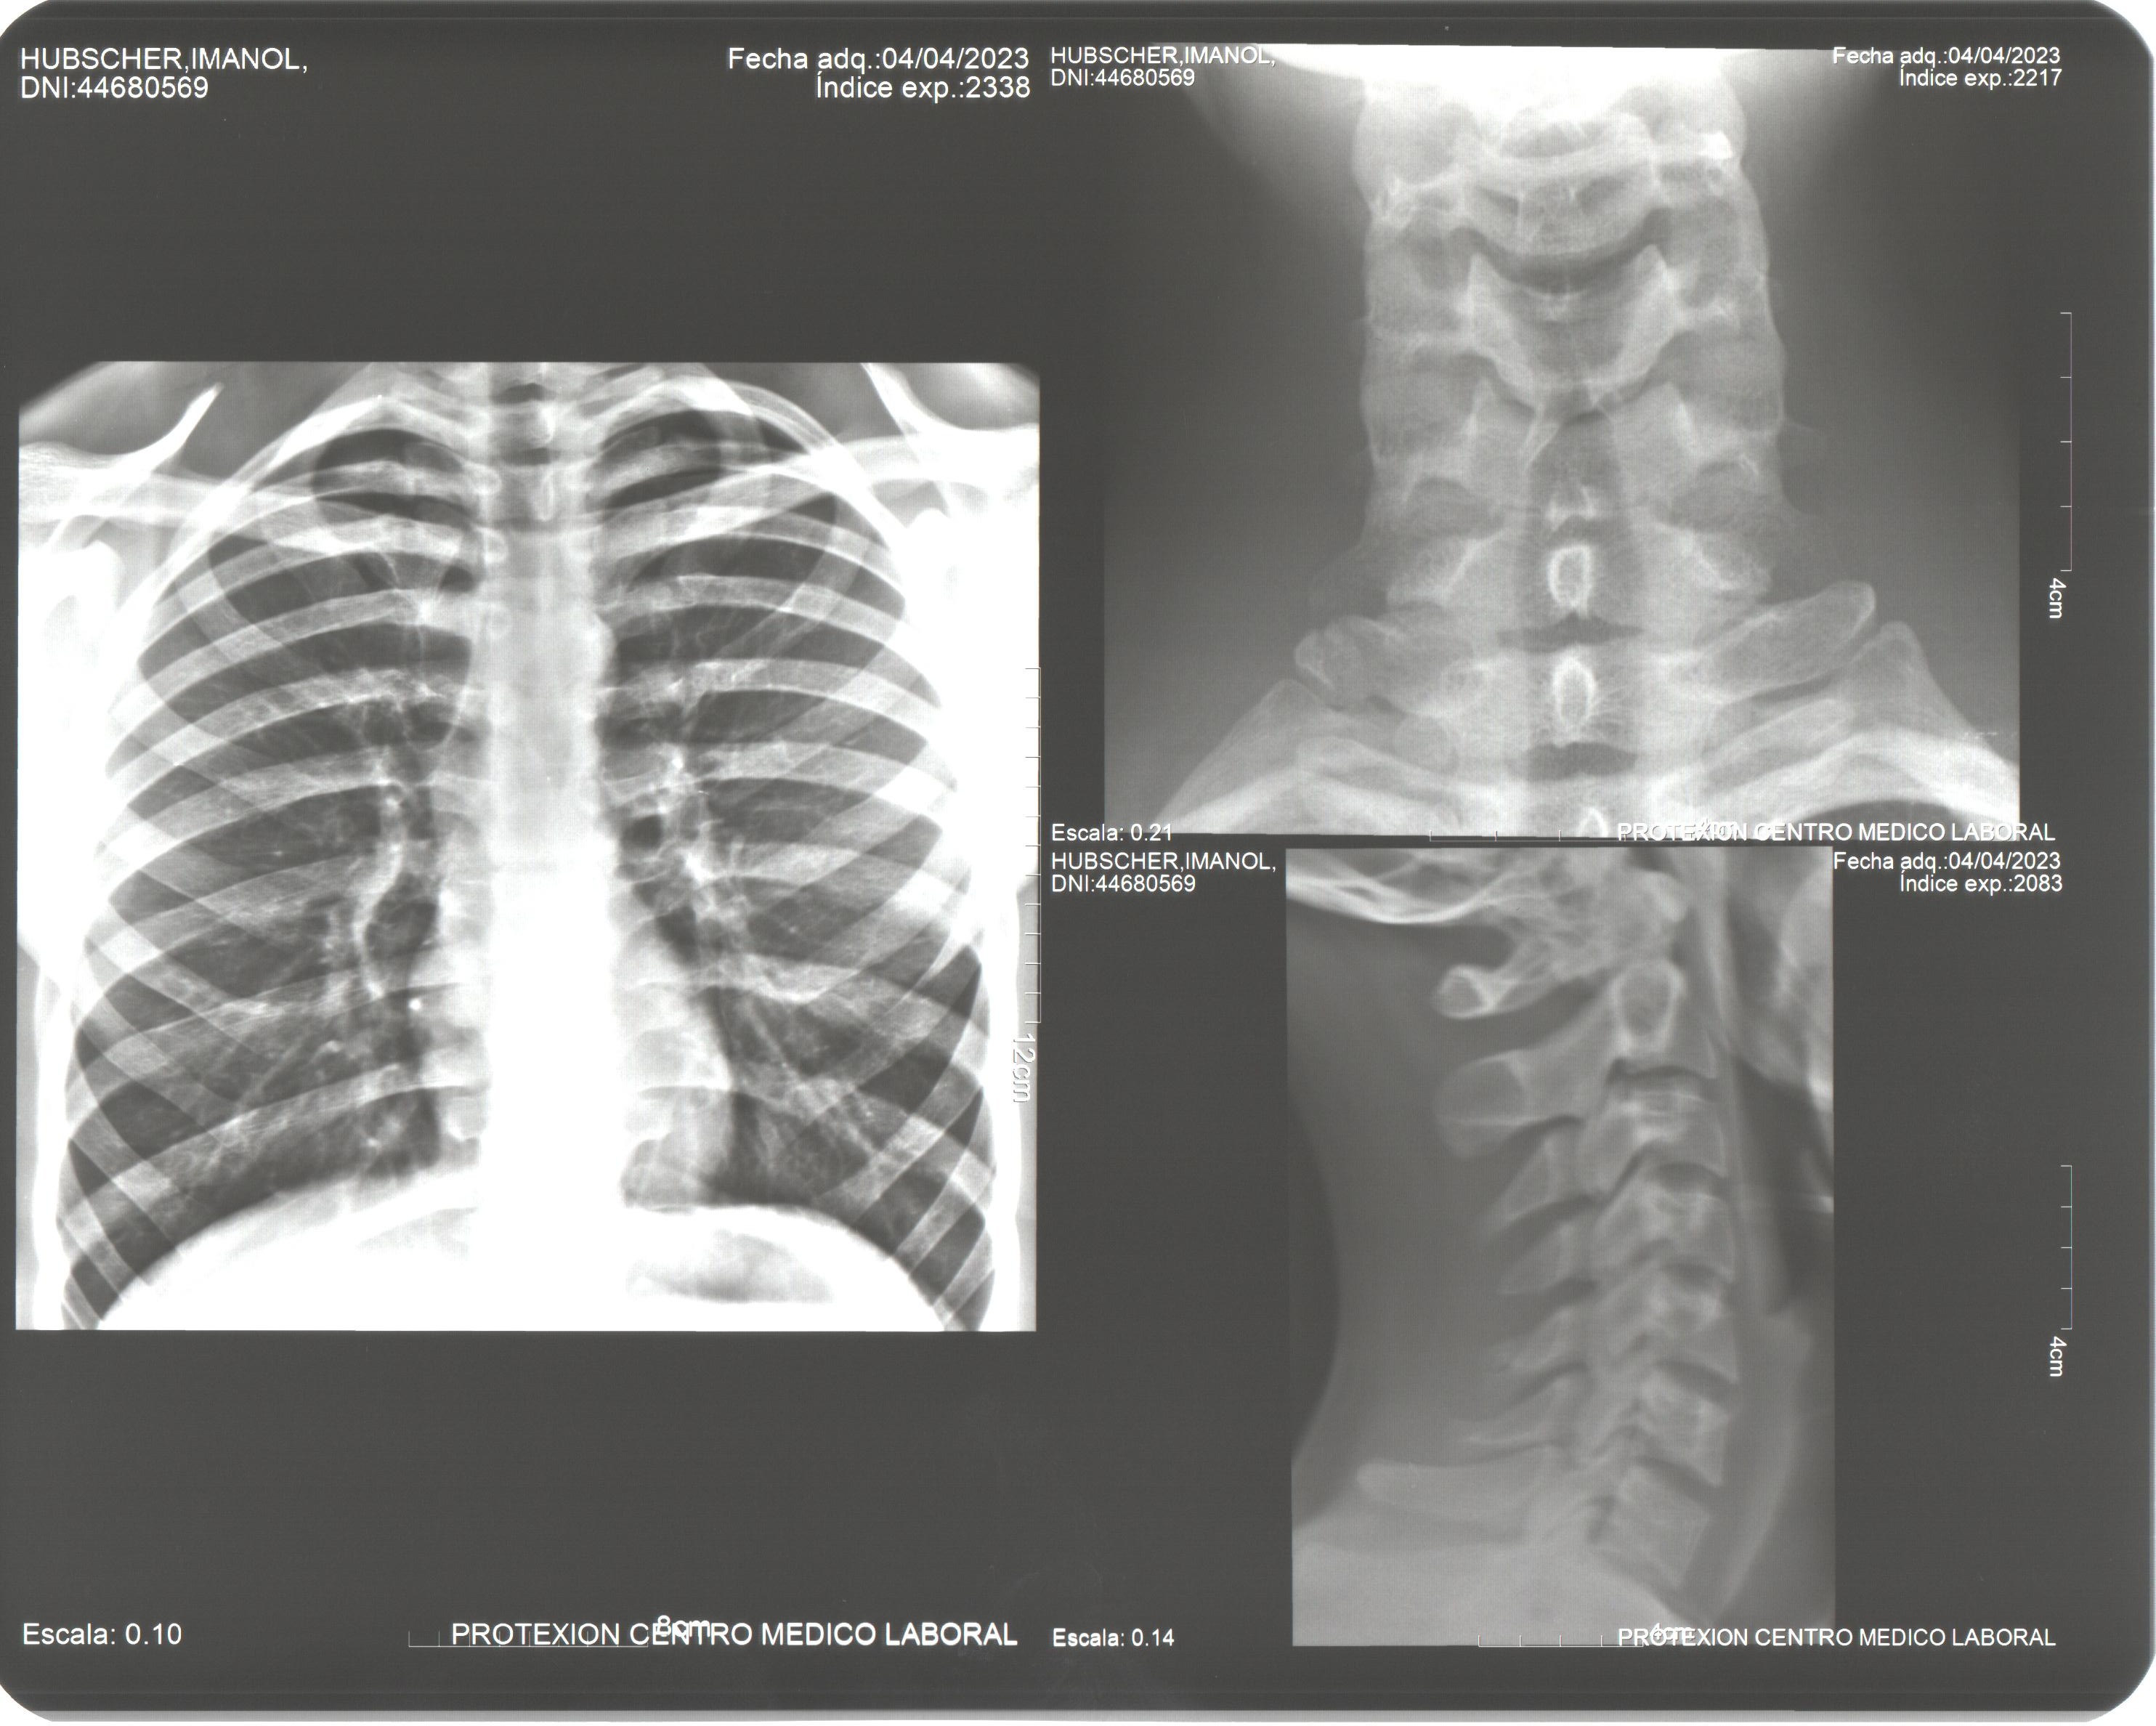 HUBSCHER,IMANOL,
DNI:44680569
Fecha adq.:04/04/2023
Índice exp.:2338
12cm
Escala: 0.10
8cm
PROTEXION CENTRO MEDICO LABORAL
HUBSCHER,IMANOL,
DNI:44680569
Fecha adq.:04/04/2023
Índice exp.:2217
4cm
Escala: 0.21
PROTEXION CENTRO MEDICO LABORAL
HUBSCHER,IMANOL,
DNI:44680569
Fecha adq.:04/04/2023
Índice exp.:2083
4cm
Escala: 0.14
4cm
PROTEXION CENTRO MEDICO LABORAL